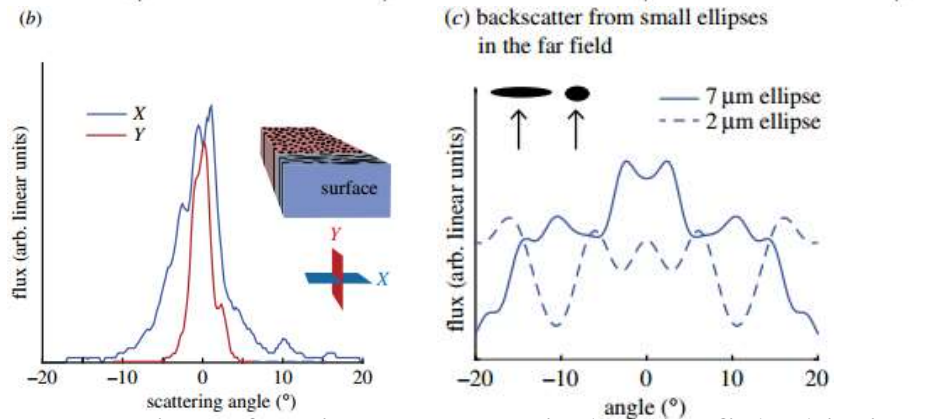 (b)
flux (arb. linear units)
X
Y
surface
Y
X
−20 −10 0 10 20
scattering angle (°)
(c) backscatter from small ellipses
in the far field
flux (arb. linear units)
7 μm ellipse
2 μm ellipse
−20 −10 0 10 20
angle (°)